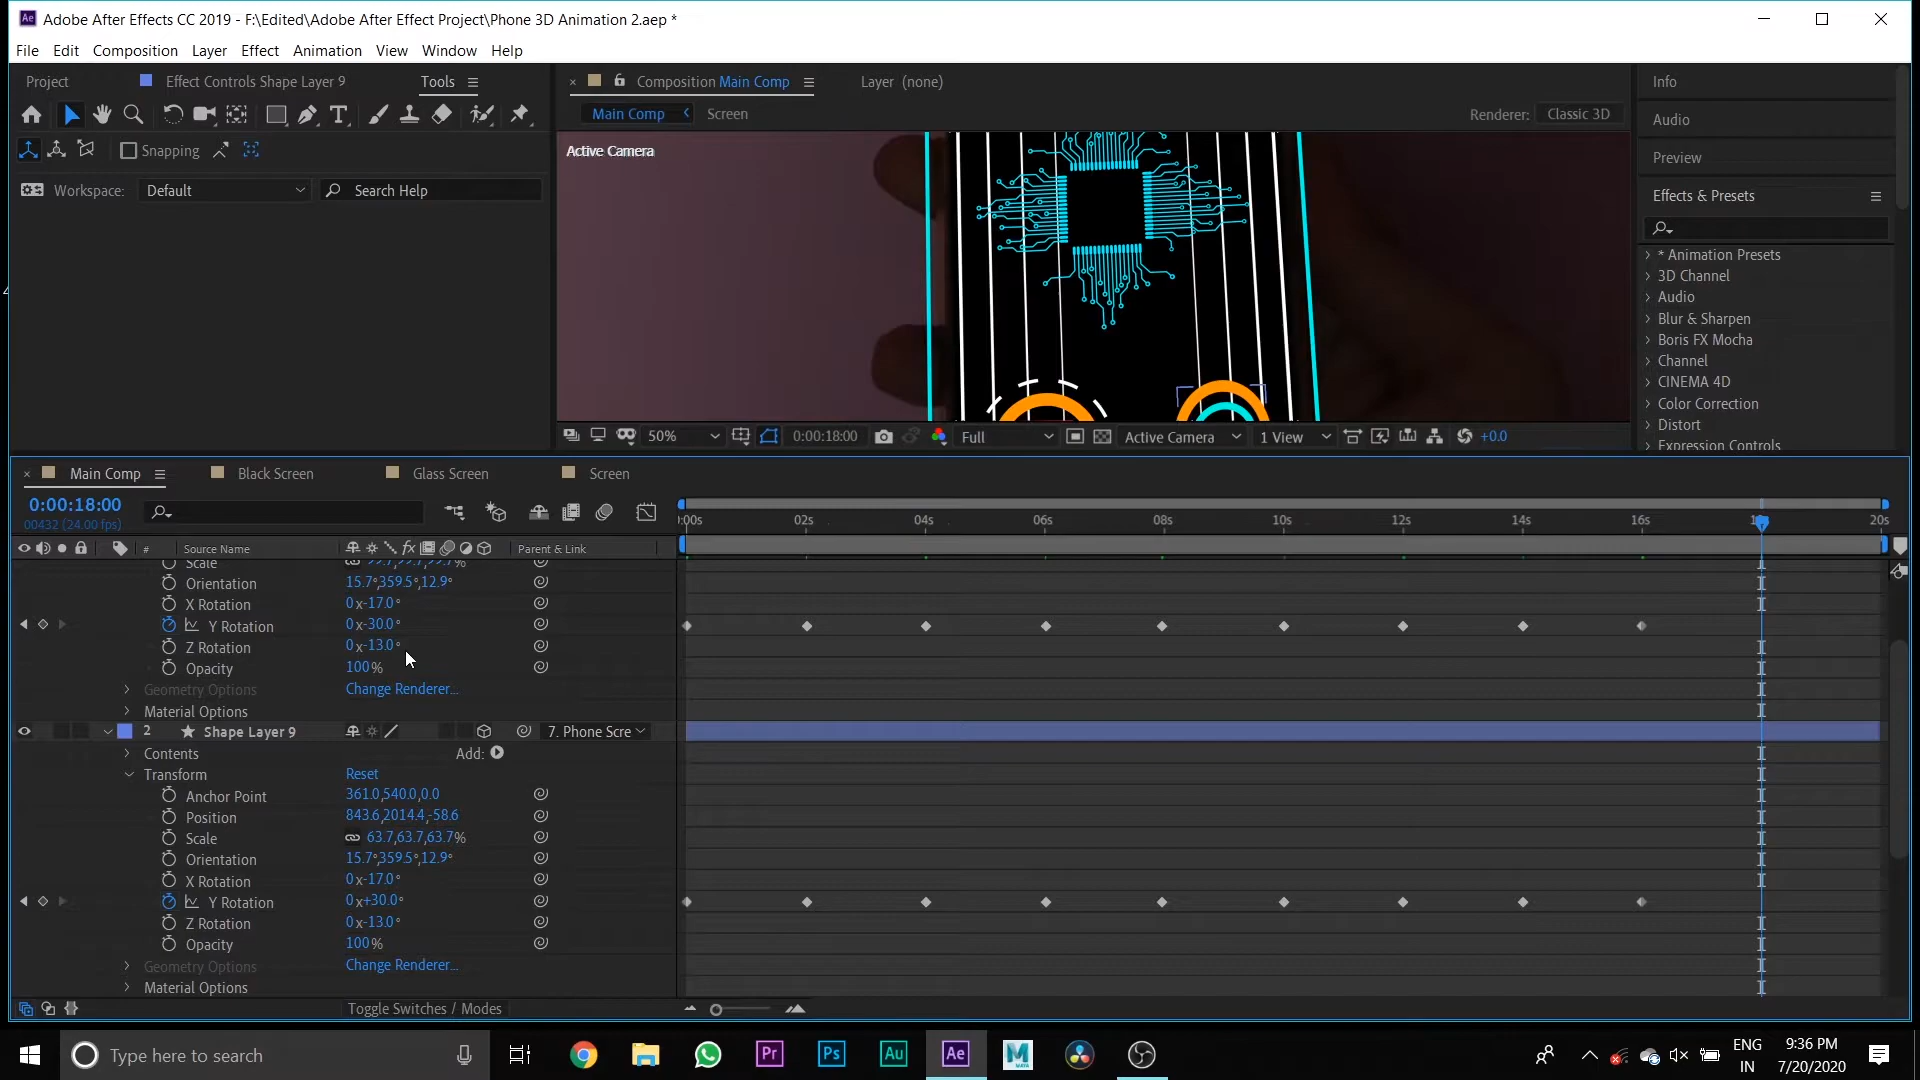 Adobe After Effects CC 2019 - F:\Edited\Adobe After Effect Project\Phone 3D Animation 2.aep *
File Edit Composition Layer Effect Animation View Window Help
Project Effect Controls Shape Layer 9 Tools
Composition Main Comp Layer (none)
Info
Main Comp Screen
Renderer: Classic 3D
Audio
Active Camera
Snapping
Preview
Workspace: Default Search Help
Effects & Presets
* Animation Presets
3D Channel
Audio
Blur & Sharpen
Boris FX Mocha
Channel
CINEMA 4D
Color Correction
Distort
Expression Controls
50% 0:00:18:00 Full Active Camera 1 View +0.0
Main Comp Black Screen Glass Screen Screen
0:00:18:00
00432 (24.00 fps)
:00s 02s 04s 06s 08s 10s 12s 14s 16s 20s
# Source Name Parent & Link
Scale 99.7,99.7,99.7%
Orientation 15.7°,359.5°,12.9°
X Rotation 0x-17.0°
Y Rotation 0x-30.0°
Z Rotation 0x-13.0°
Opacity 100%
Geometry Options Change Renderer...
Material Options
2 Shape Layer 9 7. Phone Scre
Contents Add:
Transform Reset
Anchor Point 361.0,540.0,0.0
Position 843.6,2014.4,-58.6
Scale 63.7,63.7,63.7%
Orientation 15.7°,359.5°,12.9°
X Rotation 0x-17.0°
Y Rotation 0x+30.0°
Z Rotation 0x-13.0°
Opacity 100%
Geometry Options Change Renderer...
Material Options
Toggle Switches / Modes
Type here to search
Pr Ps Au Ae M
ENG
IN
9:36 PM
7/20/2020